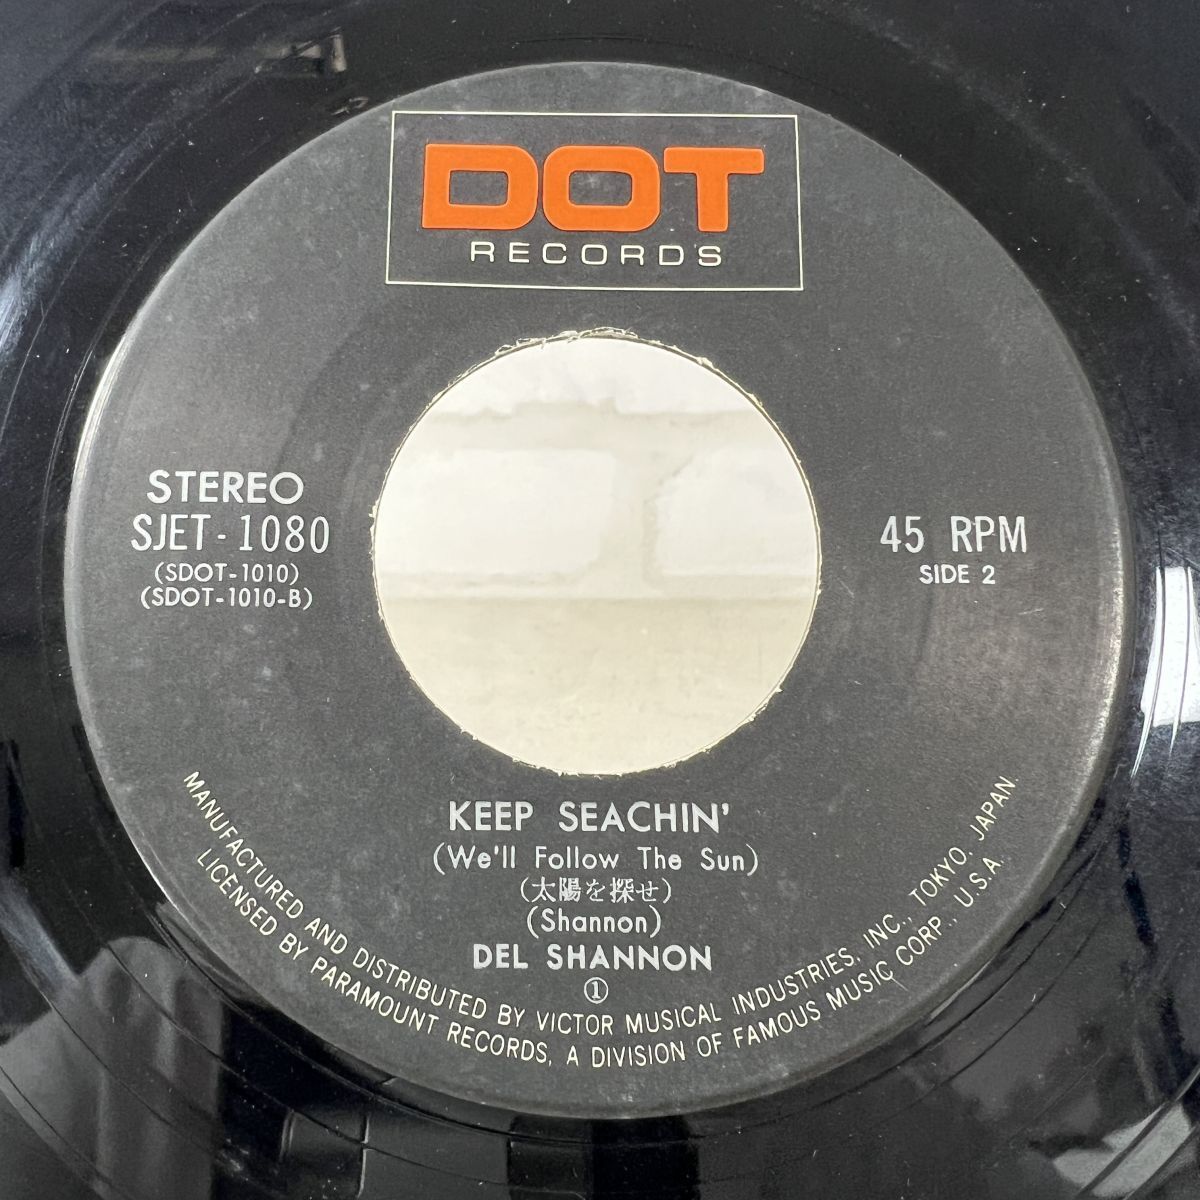 DOT
RECORDS
STEREO
SJET-1080
(SDOT-1010)
(SDOT-1010-B)
45 RPM
SIDE 2
KEEP SEACHIN'
(We'll Follow The Sun)
(太陽を探せ)
(Shannon)
DEL SHANNON
①
MANUFACTURED AND DISTRIBUTED BY VICTOR MUSICAL INDUSTRIES, INC., TOKYO, JAPAN.
LICENSED BY PARAMOUNT RECORDS, A DIVISION OF FAMOUS MUSIC CORP., U.S.A.